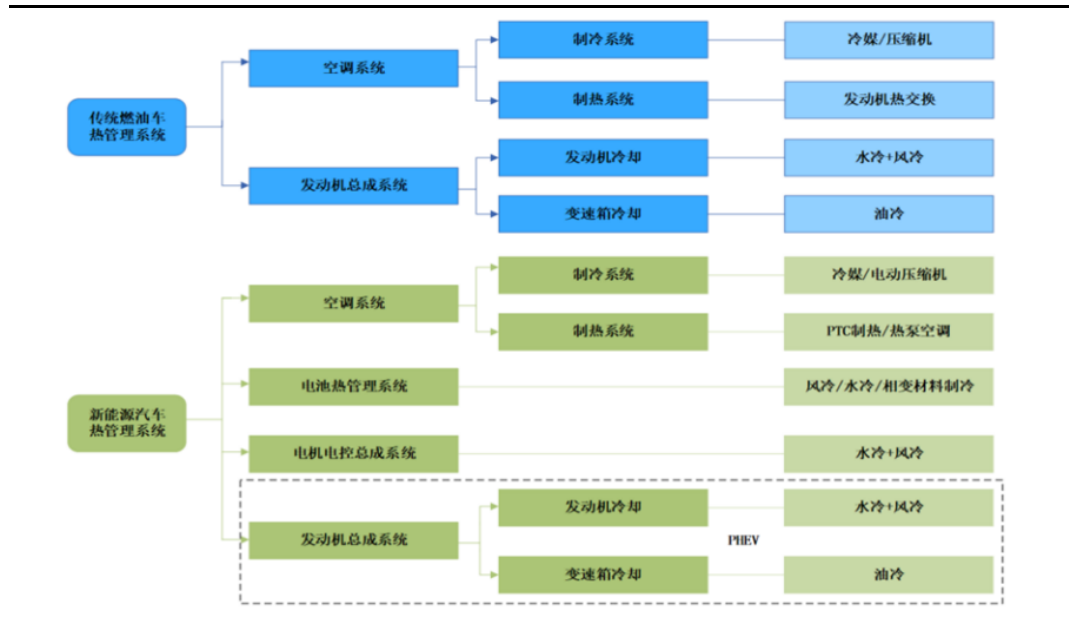 传统燃油车
热管理系统
空调系统
制冷系统
冷媒/压缩机
制热系统
发动机热交换
发动机总成系统
发动机冷却
水冷+风冷
变速箱冷却
油冷
新能源汽车
热管理系统
空调系统
制冷系统
冷媒/电动压缩机
制热系统
PTC制热/热泵空调
电池热管理系统
风冷/水冷/相变材料制冷
电机电控总成系统
水冷+风冷
发动机总成系统
发动机冷却
水冷+风冷
PHEV
变速箱冷却
油冷